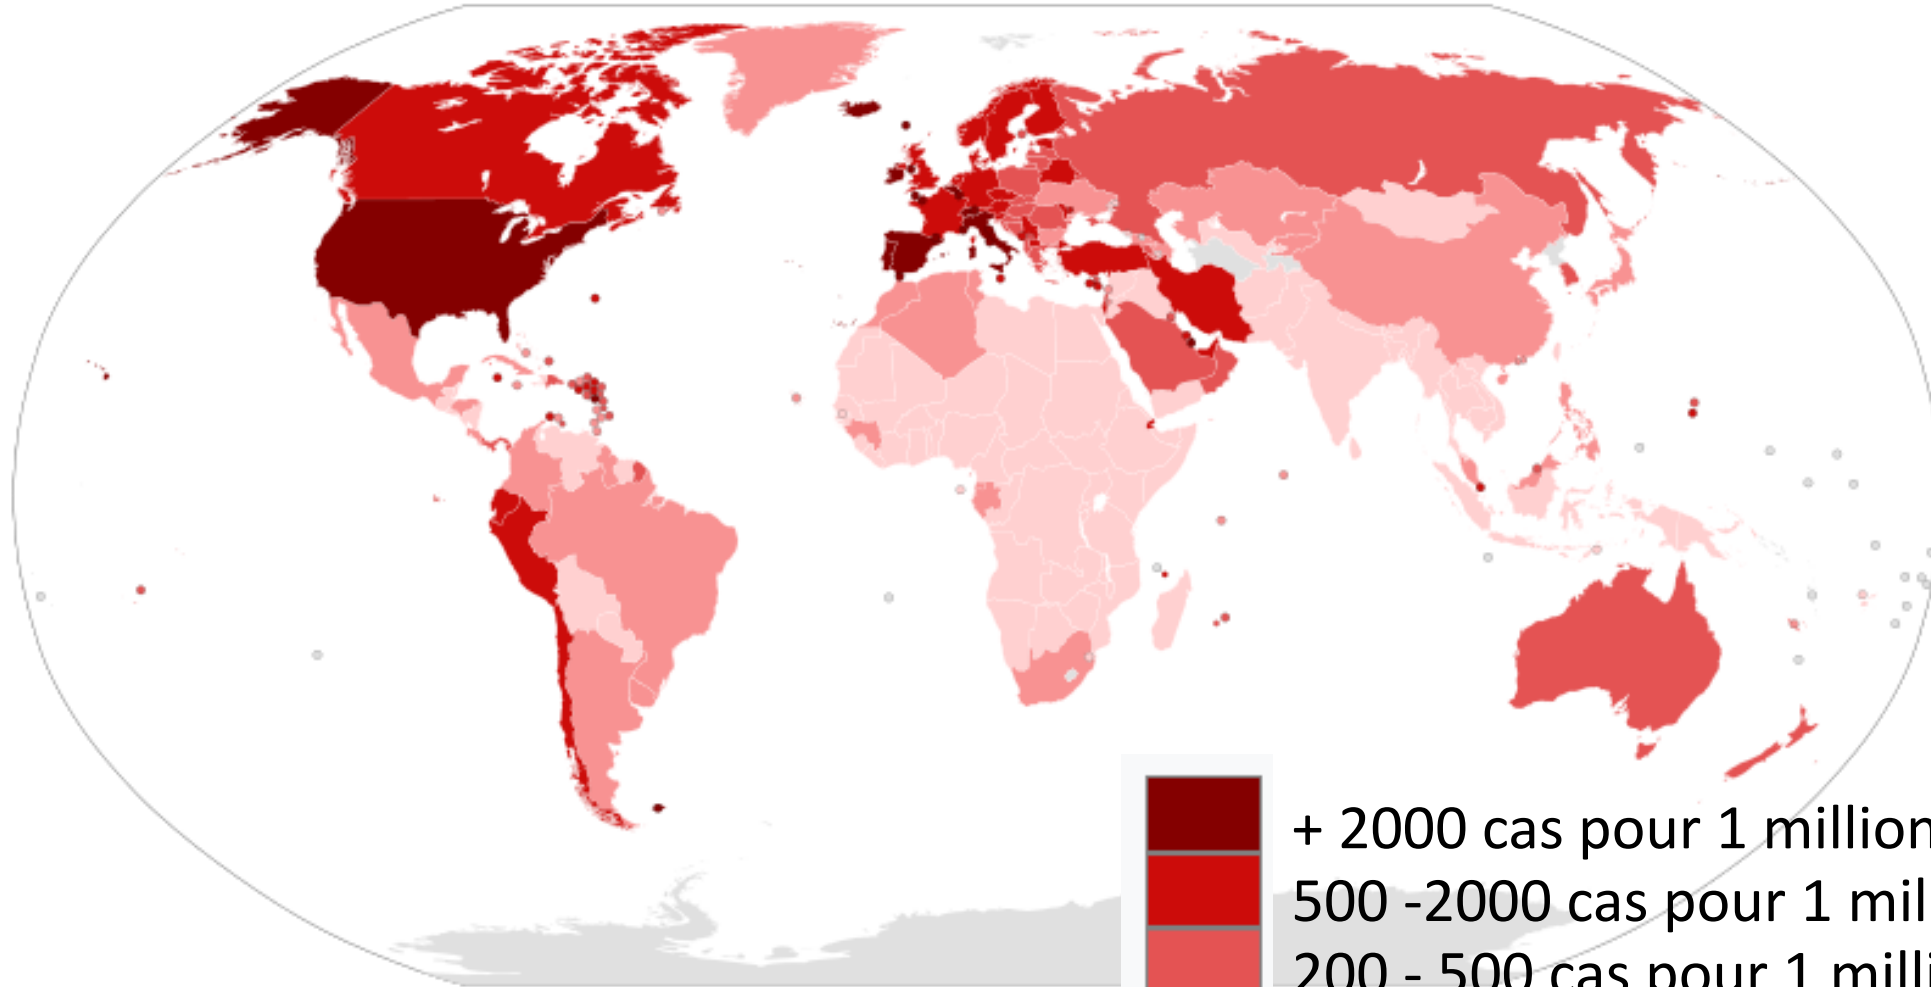 + 2000 cas pour 1 million
500 -2000 cas pour 1 mil
200 - 500 cas pour 1 milli